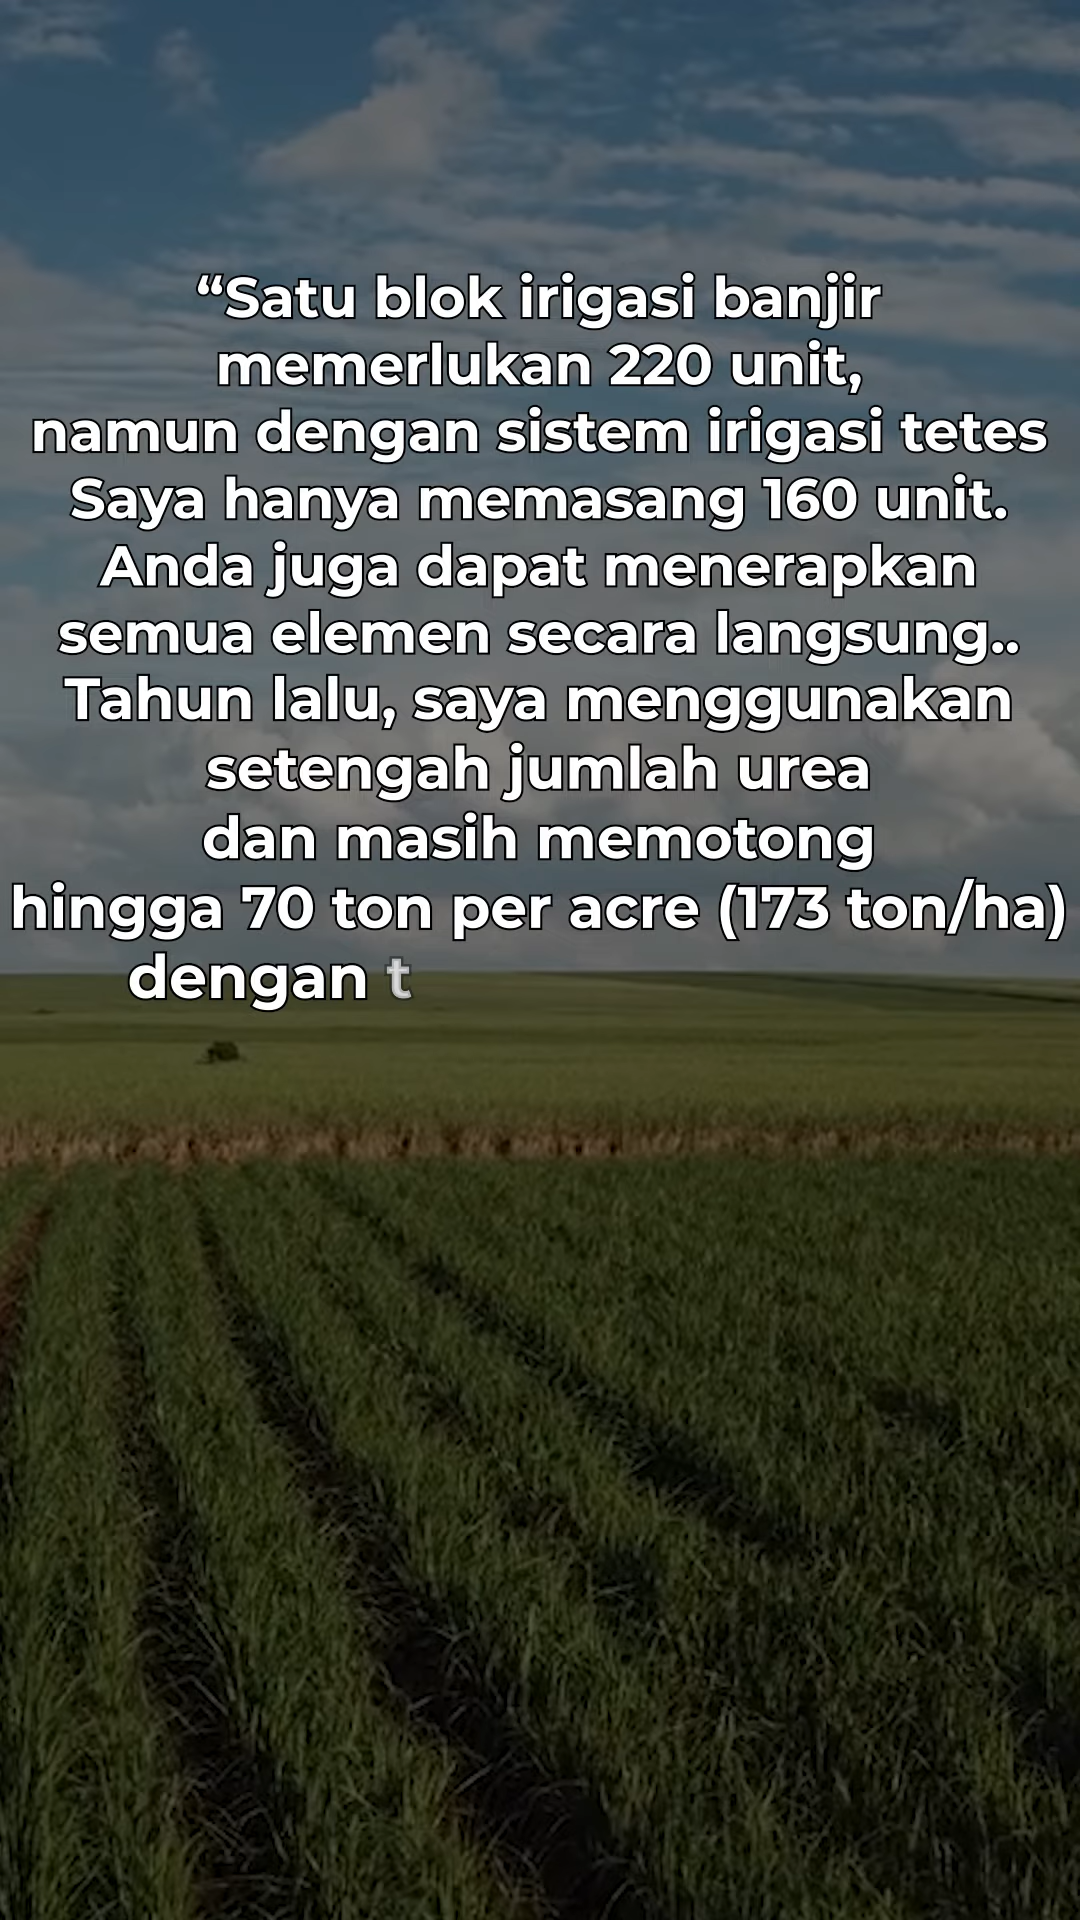 “Satu blok irigasi banjir
memerlukan 220 unit,
namun dengan sistem irigasi tetes
Saya hanya memasang 160 unit.
Anda juga dapat menerapkan
semua elemen secara langsung..
Tahun lalu, saya menggunakan
setengah jumlah urea
dan masih memotong
hingga 70 ton per acre (173 ton/ha)
dengan t